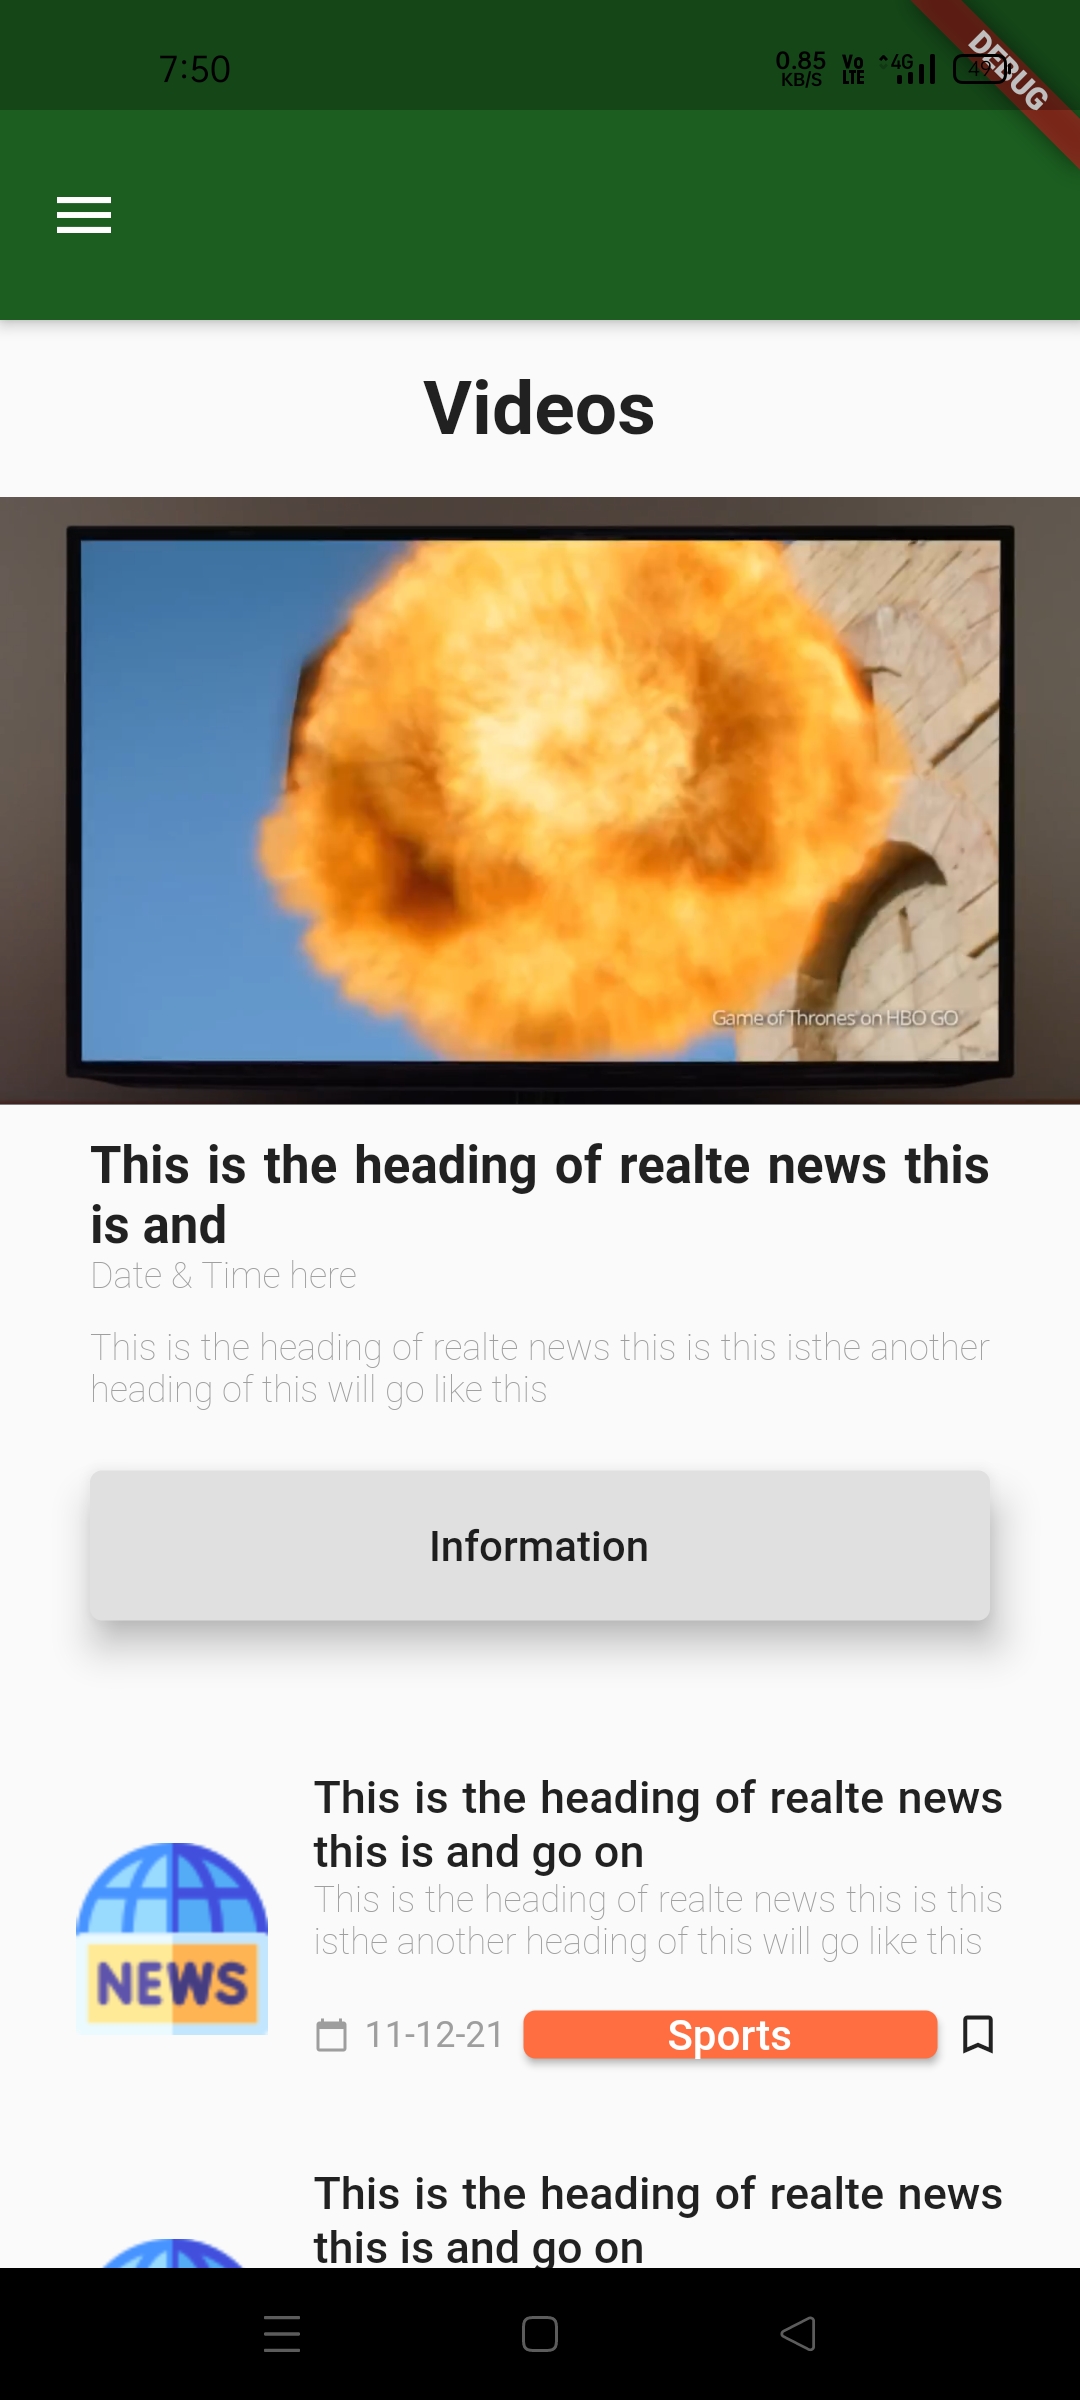 7:50
0.85
KB/S
Vo
LTE
4G
49
DEBUG
Videos
Game of Thrones on HBO GO
This is the heading of realte news this
is and
Date & Time here
This is the heading of realte news this is this isthe another
heading of this will go like this
Information
This is the heading of realte news
this is and go on
This is the heading of realte news this is this
isthe another heading of this will go like this
NEWS
11-12-21
Sports
This is the heading of realte news
this is and go on